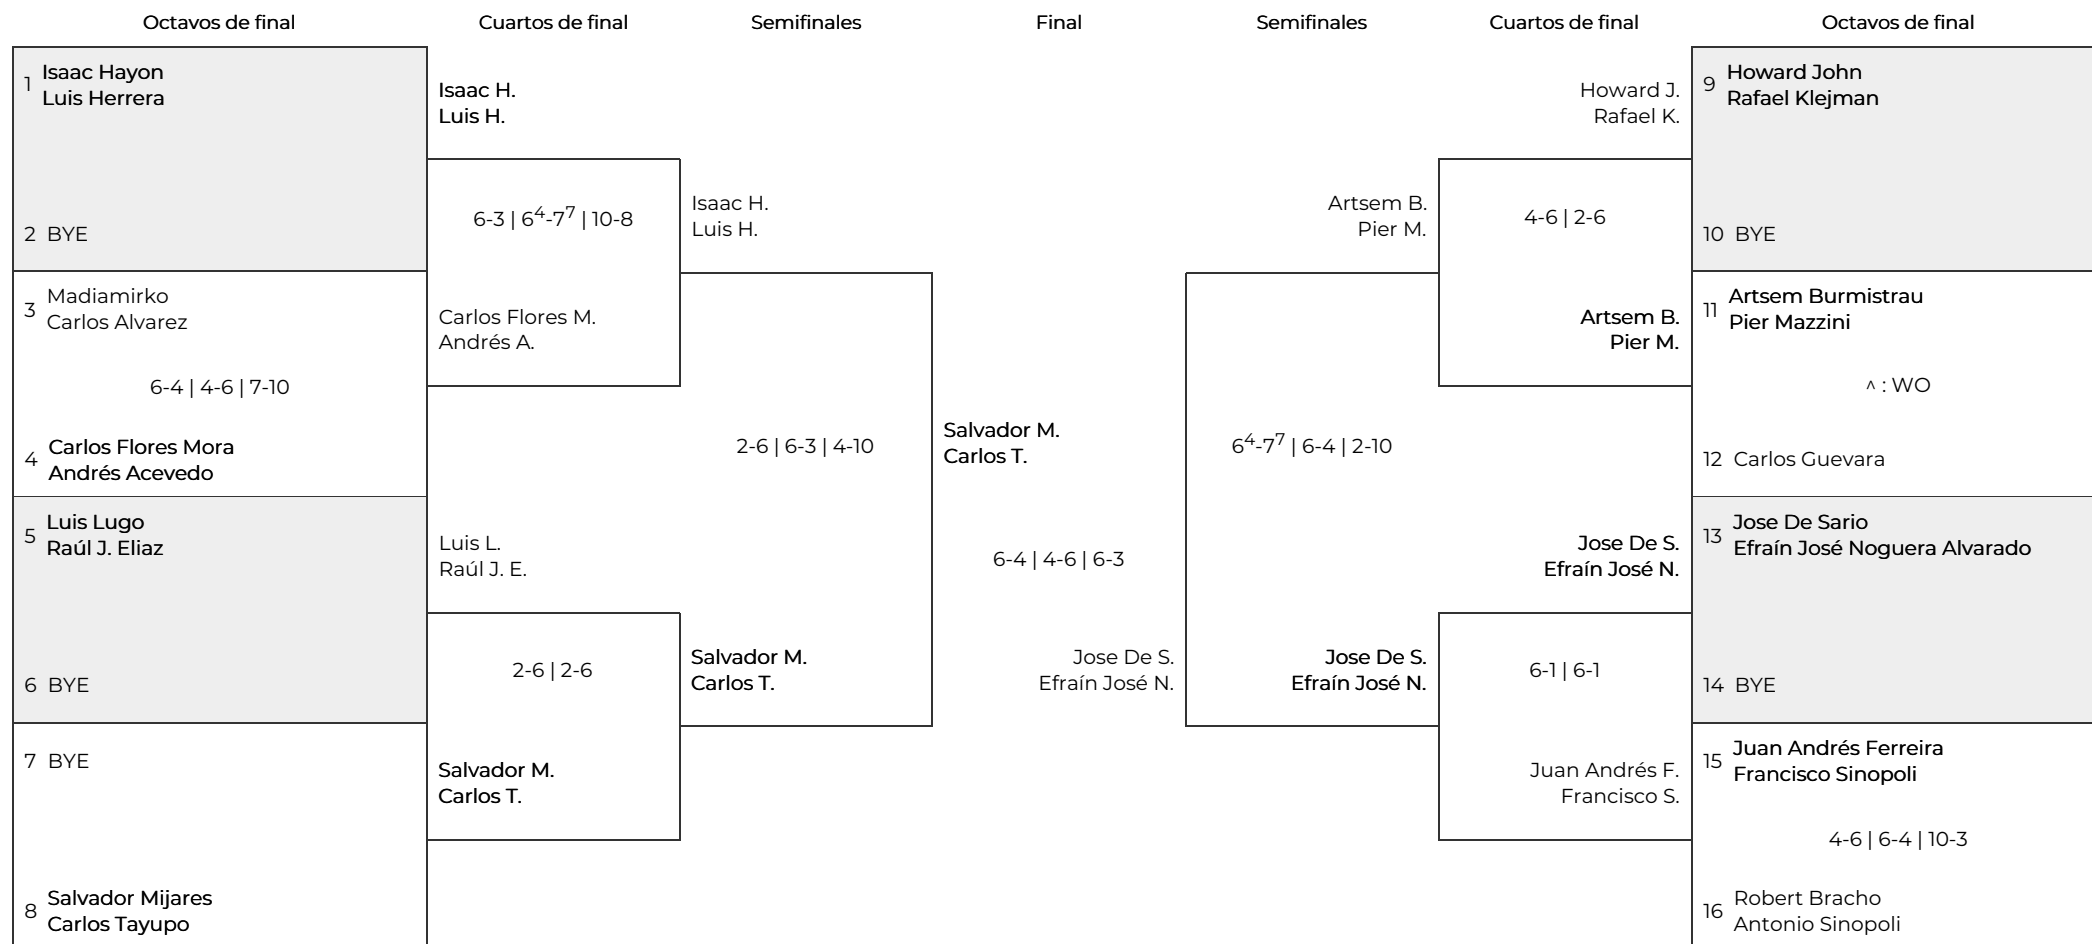 Octavos de final
Cuartos de final
Semifinales
Final
Semifinales
Cuartos de final
Octavos de final
1 Isaac Hayon
Luis Herrera
2 BYE
3 Madiamirko
Carlos Alvarez
6-4 | 4-6 | 7-10
4 Carlos Flores Mora
Andrés Acevedo
5 Luis Lugo
Raúl J. Eliaz
6 BYE
7 BYE
8 Salvador Mijares
Carlos Tayupo
Isaac H.
Luis H.
6-3 | 6⁴-7⁷ | 10-8
Carlos Flores M.
Andrés A.
Luis L.
Raúl J. E.
2-6 | 2-6
Salvador M.
Carlos T.
Isaac H.
Luis H.
2-6 | 6-3 | 4-10
Salvador M.
Carlos T.
Salvador M.
Carlos T.
6-4 | 4-6 | 6-3
Jose De S.
Efraín José N.
Artsem B.
Pier M.
6⁴-7⁷ | 6-4 | 2-10
Jose De S.
Efraín José N.
Howard J.
Rafael K.
4-6 | 2-6
Artsem B.
Pier M.
Jose De S.
Efraín José N.
6-1 | 6-1
Juan Andrés F.
Francisco S.
9 Howard John
Rafael Klejman
10 BYE
11 Artsem Burmistrau
Pier Mazzini
^ : WO
12 Carlos Guevara
13 Jose De Sario
Efraín José Noguera Alvarado
14 BYE
15 Juan Andrés Ferreira
Francisco Sinopoli
4-6 | 6-4 | 10-3
16 Robert Bracho
Antonio Sinopoli